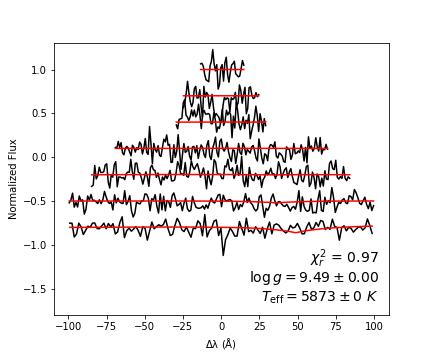 Normalized Flux
1.0
0.5
0.0
−0.5
−1.0
−1.5
χ²ᵣ = 0.97
log g = 9.49 ± 0.00
T_eff = 5873 ± 0 K
−100 −75 −50 −25 0 25 50 75 100
Δλ (Å)